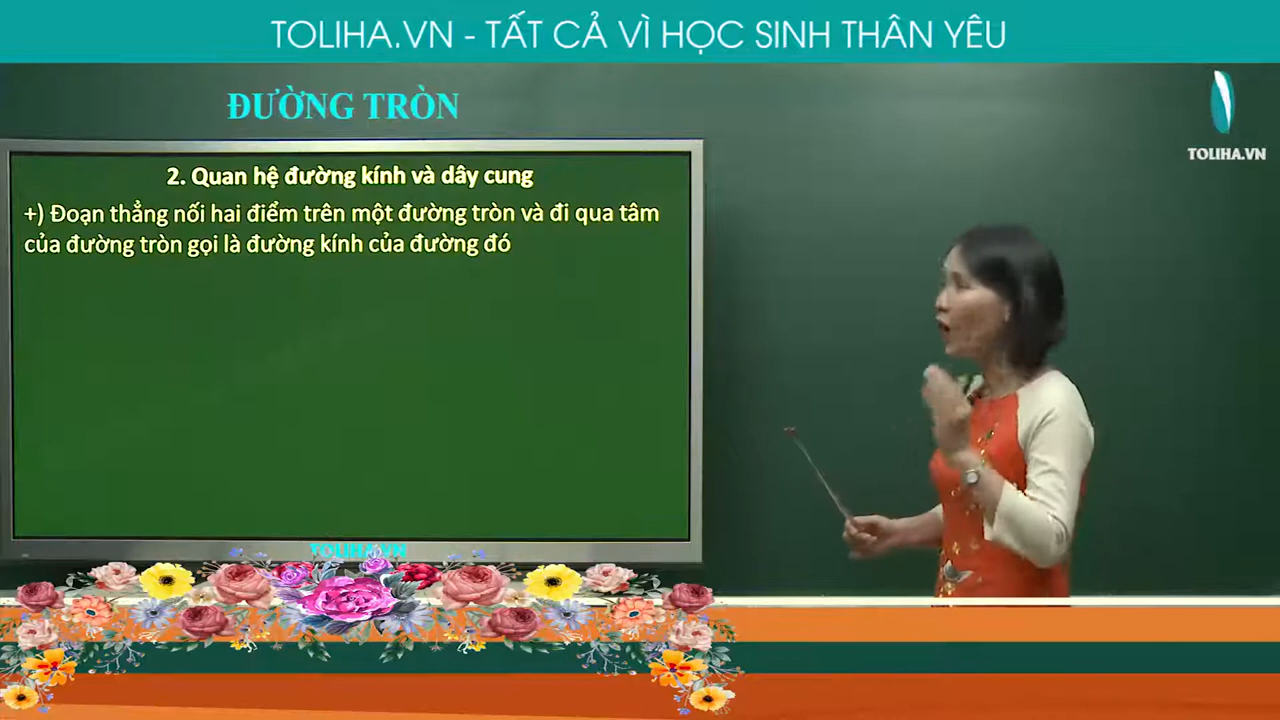 TOLIHA.VN - TẤT CẢ VÌ HỌC SINH THÂN YÊU
ĐƯỜNG TRÒN
TOLIHA.VN
2. Quan hệ đường kính và dây cung
+) Đoạn thẳng nối hai điểm trên một đường tròn và đi qua tâm
của đường tròn gọi là đường kính của đường đó
TOLIHA.VN